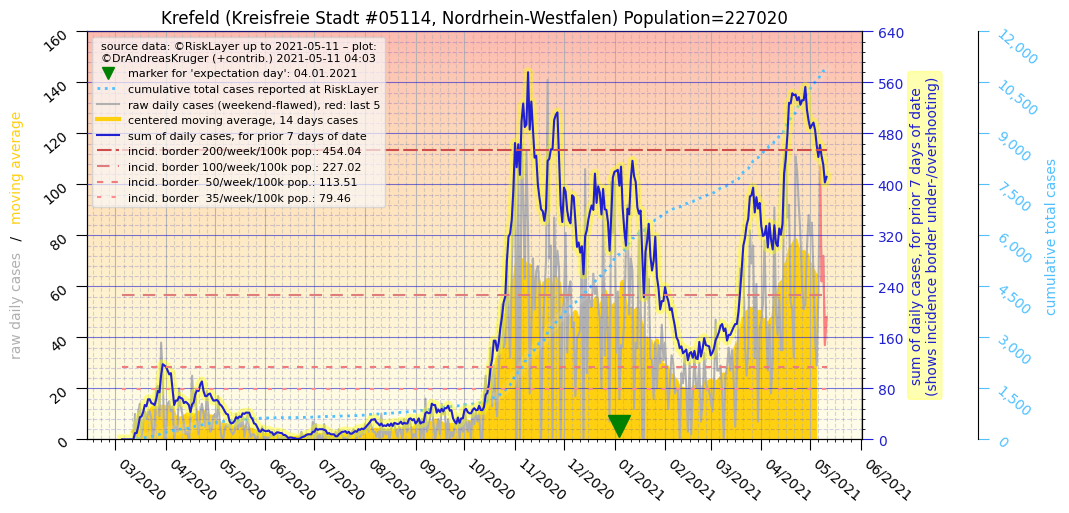 Krefeld (Kreisfreie Stadt #05114, Nordrhein-Westfalen) Population=227020
source data: ©RiskLayer up to 2021-05-11 – plot:
©DrAndreasKruger (+contrib.) 2021-05-11 04:03
marker for 'expectation day': 04.01.2021
cumulative total cases reported at RiskLayer
raw daily cases (weekend-flawed), red: last 5
centered moving average, 14 days cases
sum of daily cases, for prior 7 days of date
incid. border 200/week/100k pop.: 454.04
incid. border 100/week/100k pop.: 227.02
incid. border  50/week/100k pop.: 113.51
incid. border  35/week/100k pop.: 79.46
raw daily cases / moving average
160
140
120
100
80
60
40
20
0
640
560
480
400
320
240
160
80
0
sum of daily cases, for prior 7 days of date
(shows incidence border under-/overshooting)
12,000
10,500
9,000
7,500
6,000
4,500
3,000
1,500
0
cumulative total cases
03/2020
04/2020
05/2020
06/2020
07/2020
08/2020
09/2020
10/2020
11/2020
12/2020
01/2021
02/2021
03/2021
04/2021
05/2021
06/2021